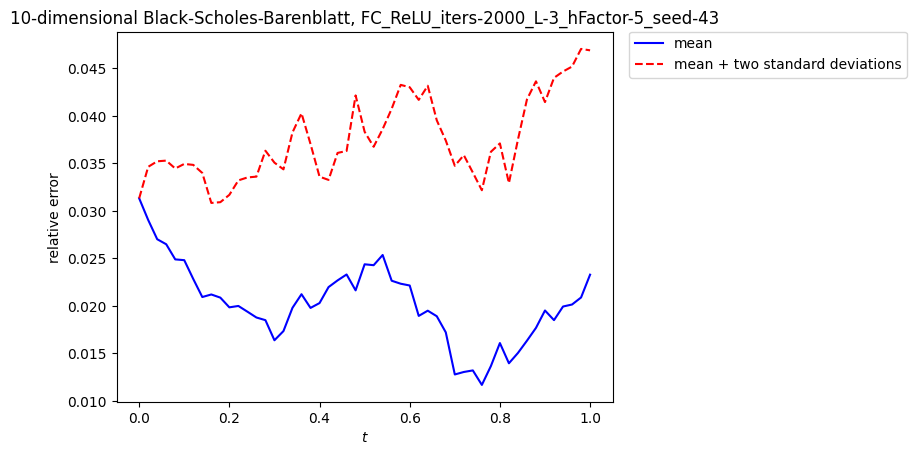 10-dimensional Black-Scholes-Barenblatt, FC_ReLU_iters-2000_L-3_hFactor-5_seed-43
mean
mean + two standard deviations
relative error
0.045
0.040
0.035
0.030
0.025
0.020
0.015
0.010
0.0 0.2 0.4 0.6 0.8 1.0
t